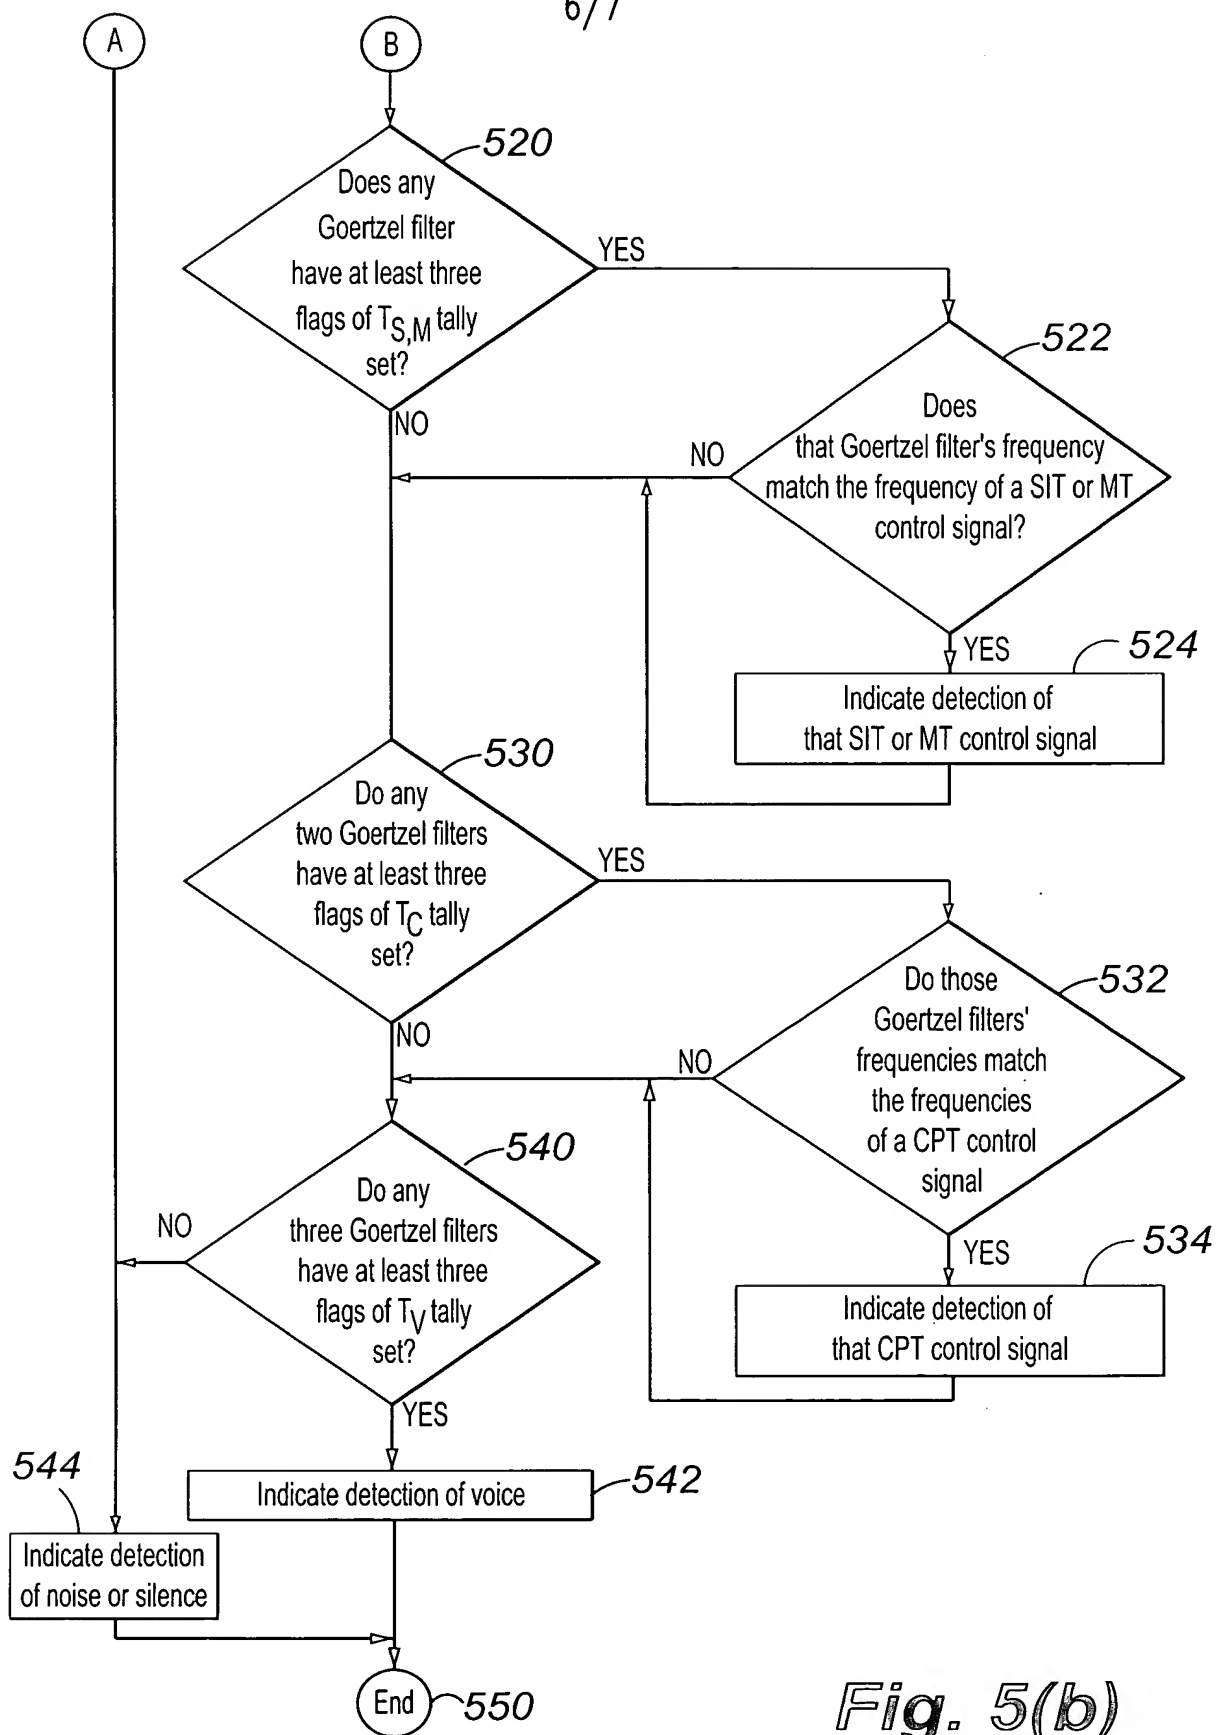 6/7
A
B
520
Does any
Goertzel filter
have at least three
flags of TS,M tally
set?
YES
NO
522
Does
that Goertzel filter's frequency
match the frequency of a SIT or MT
control signal?
NO
YES
524
Indicate detection of
that SIT or MT control signal
530
Do any
two Goertzel filters
have at least three
flags of TC tally
set?
YES
NO
532
Do those
Goertzel filters'
frequencies match
the frequencies
of a CPT control
signal
NO
YES
534
Indicate detection of
that CPT control signal
540
Do any
three Goertzel filters
have at least three
flags of TV tally
set?
NO
YES
542
Indicate detection of voice
544
Indicate detection
of noise or silence
End
550
Fig. 5(b)